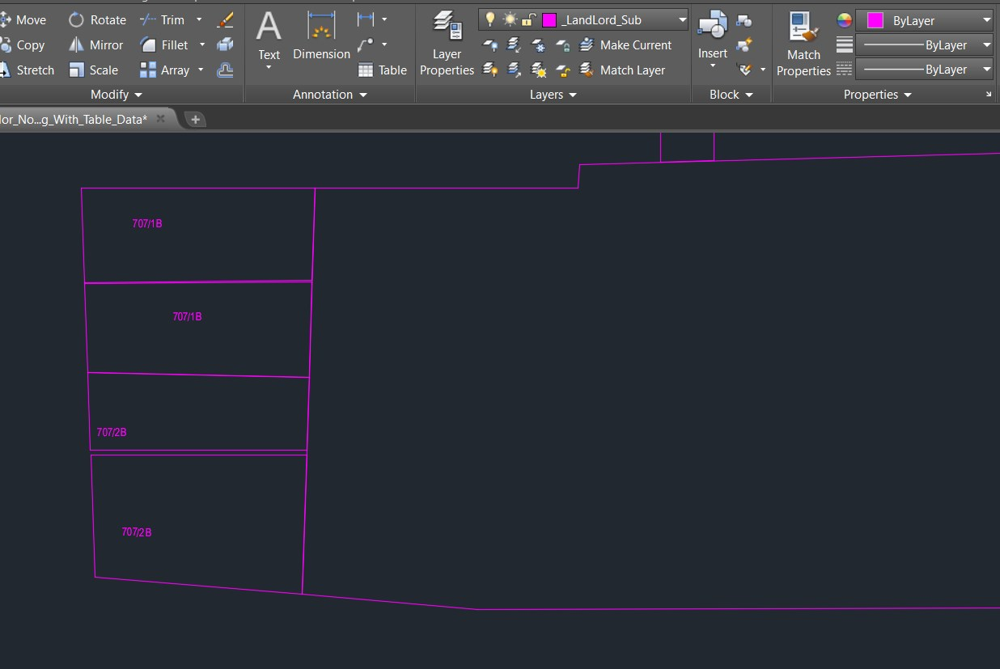 Move Rotate Trim
Copy Mirror Fillet
Stretch Scale Array
Modify
Text Dimension Table
Annotation
Layer Properties
_LandLord_Sub
Make Current
Match Layer
Layers
Insert
Block
Match Properties
ByLayer
ByLayer
ByLayer
Properties
lor_No...g_With_Table_Data*
707/1B
707/1B
707/2B
707/2B